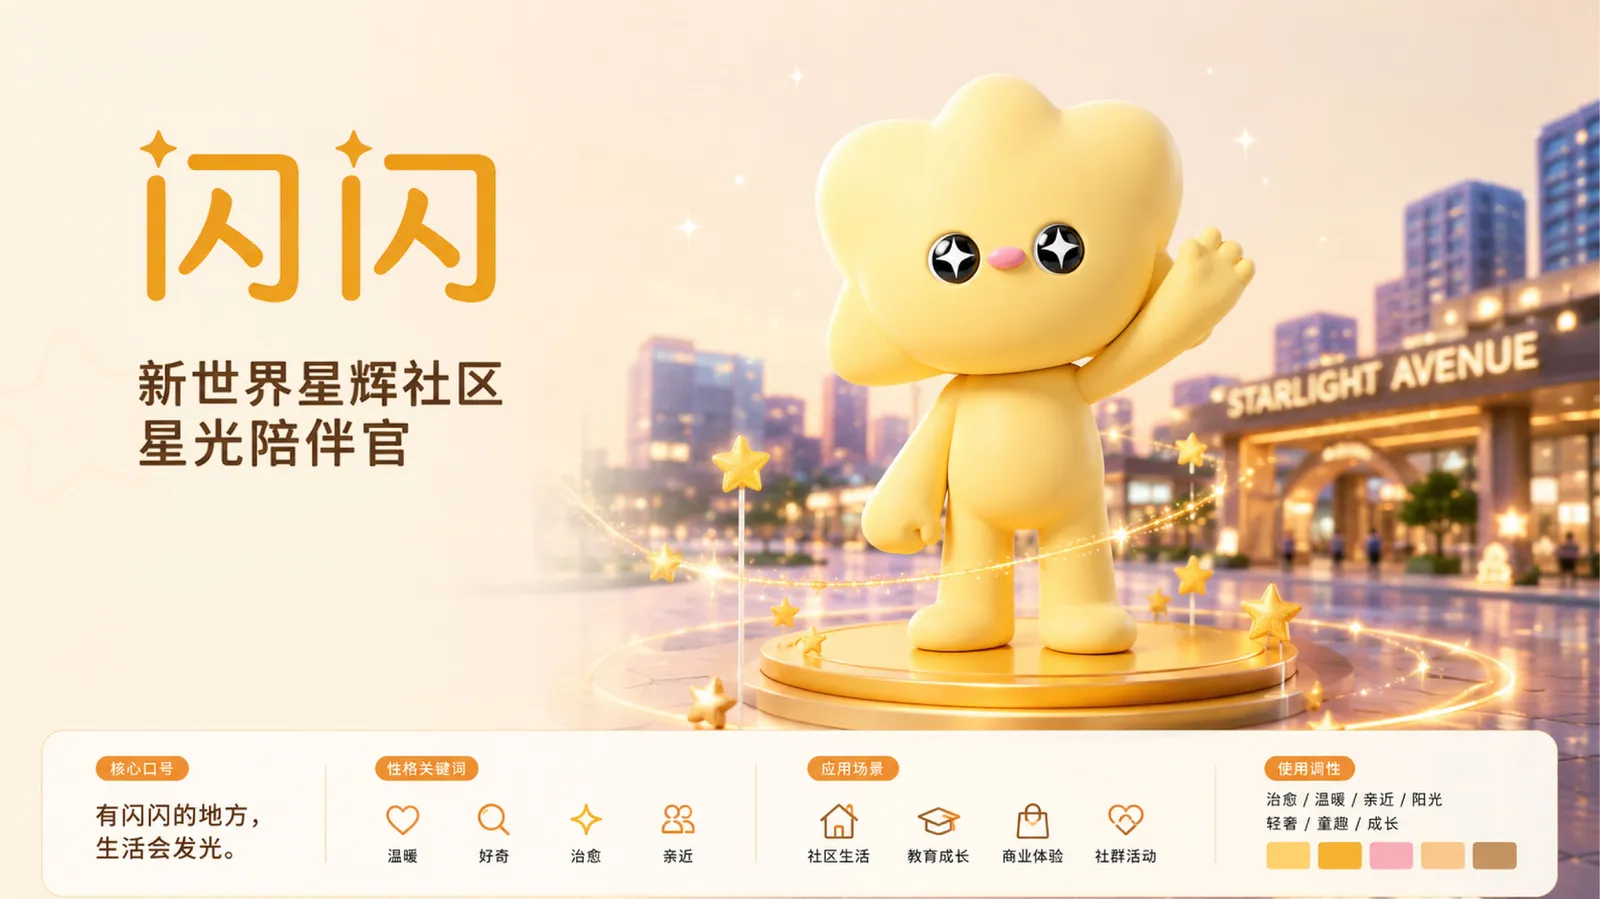 闪闪
新世界星辉社区
星光陪伴官
STARLIGHT AVENUE
核心口号
有闪闪的地方，
生活会发光。
性格关键词
温暖
好奇
治愈
亲近
应用场景
社区生活
教育成长
商业体验
社群活动
使用调性
治愈 / 温暖 / 亲近 / 阳光
轻奢 / 童趣 / 成长